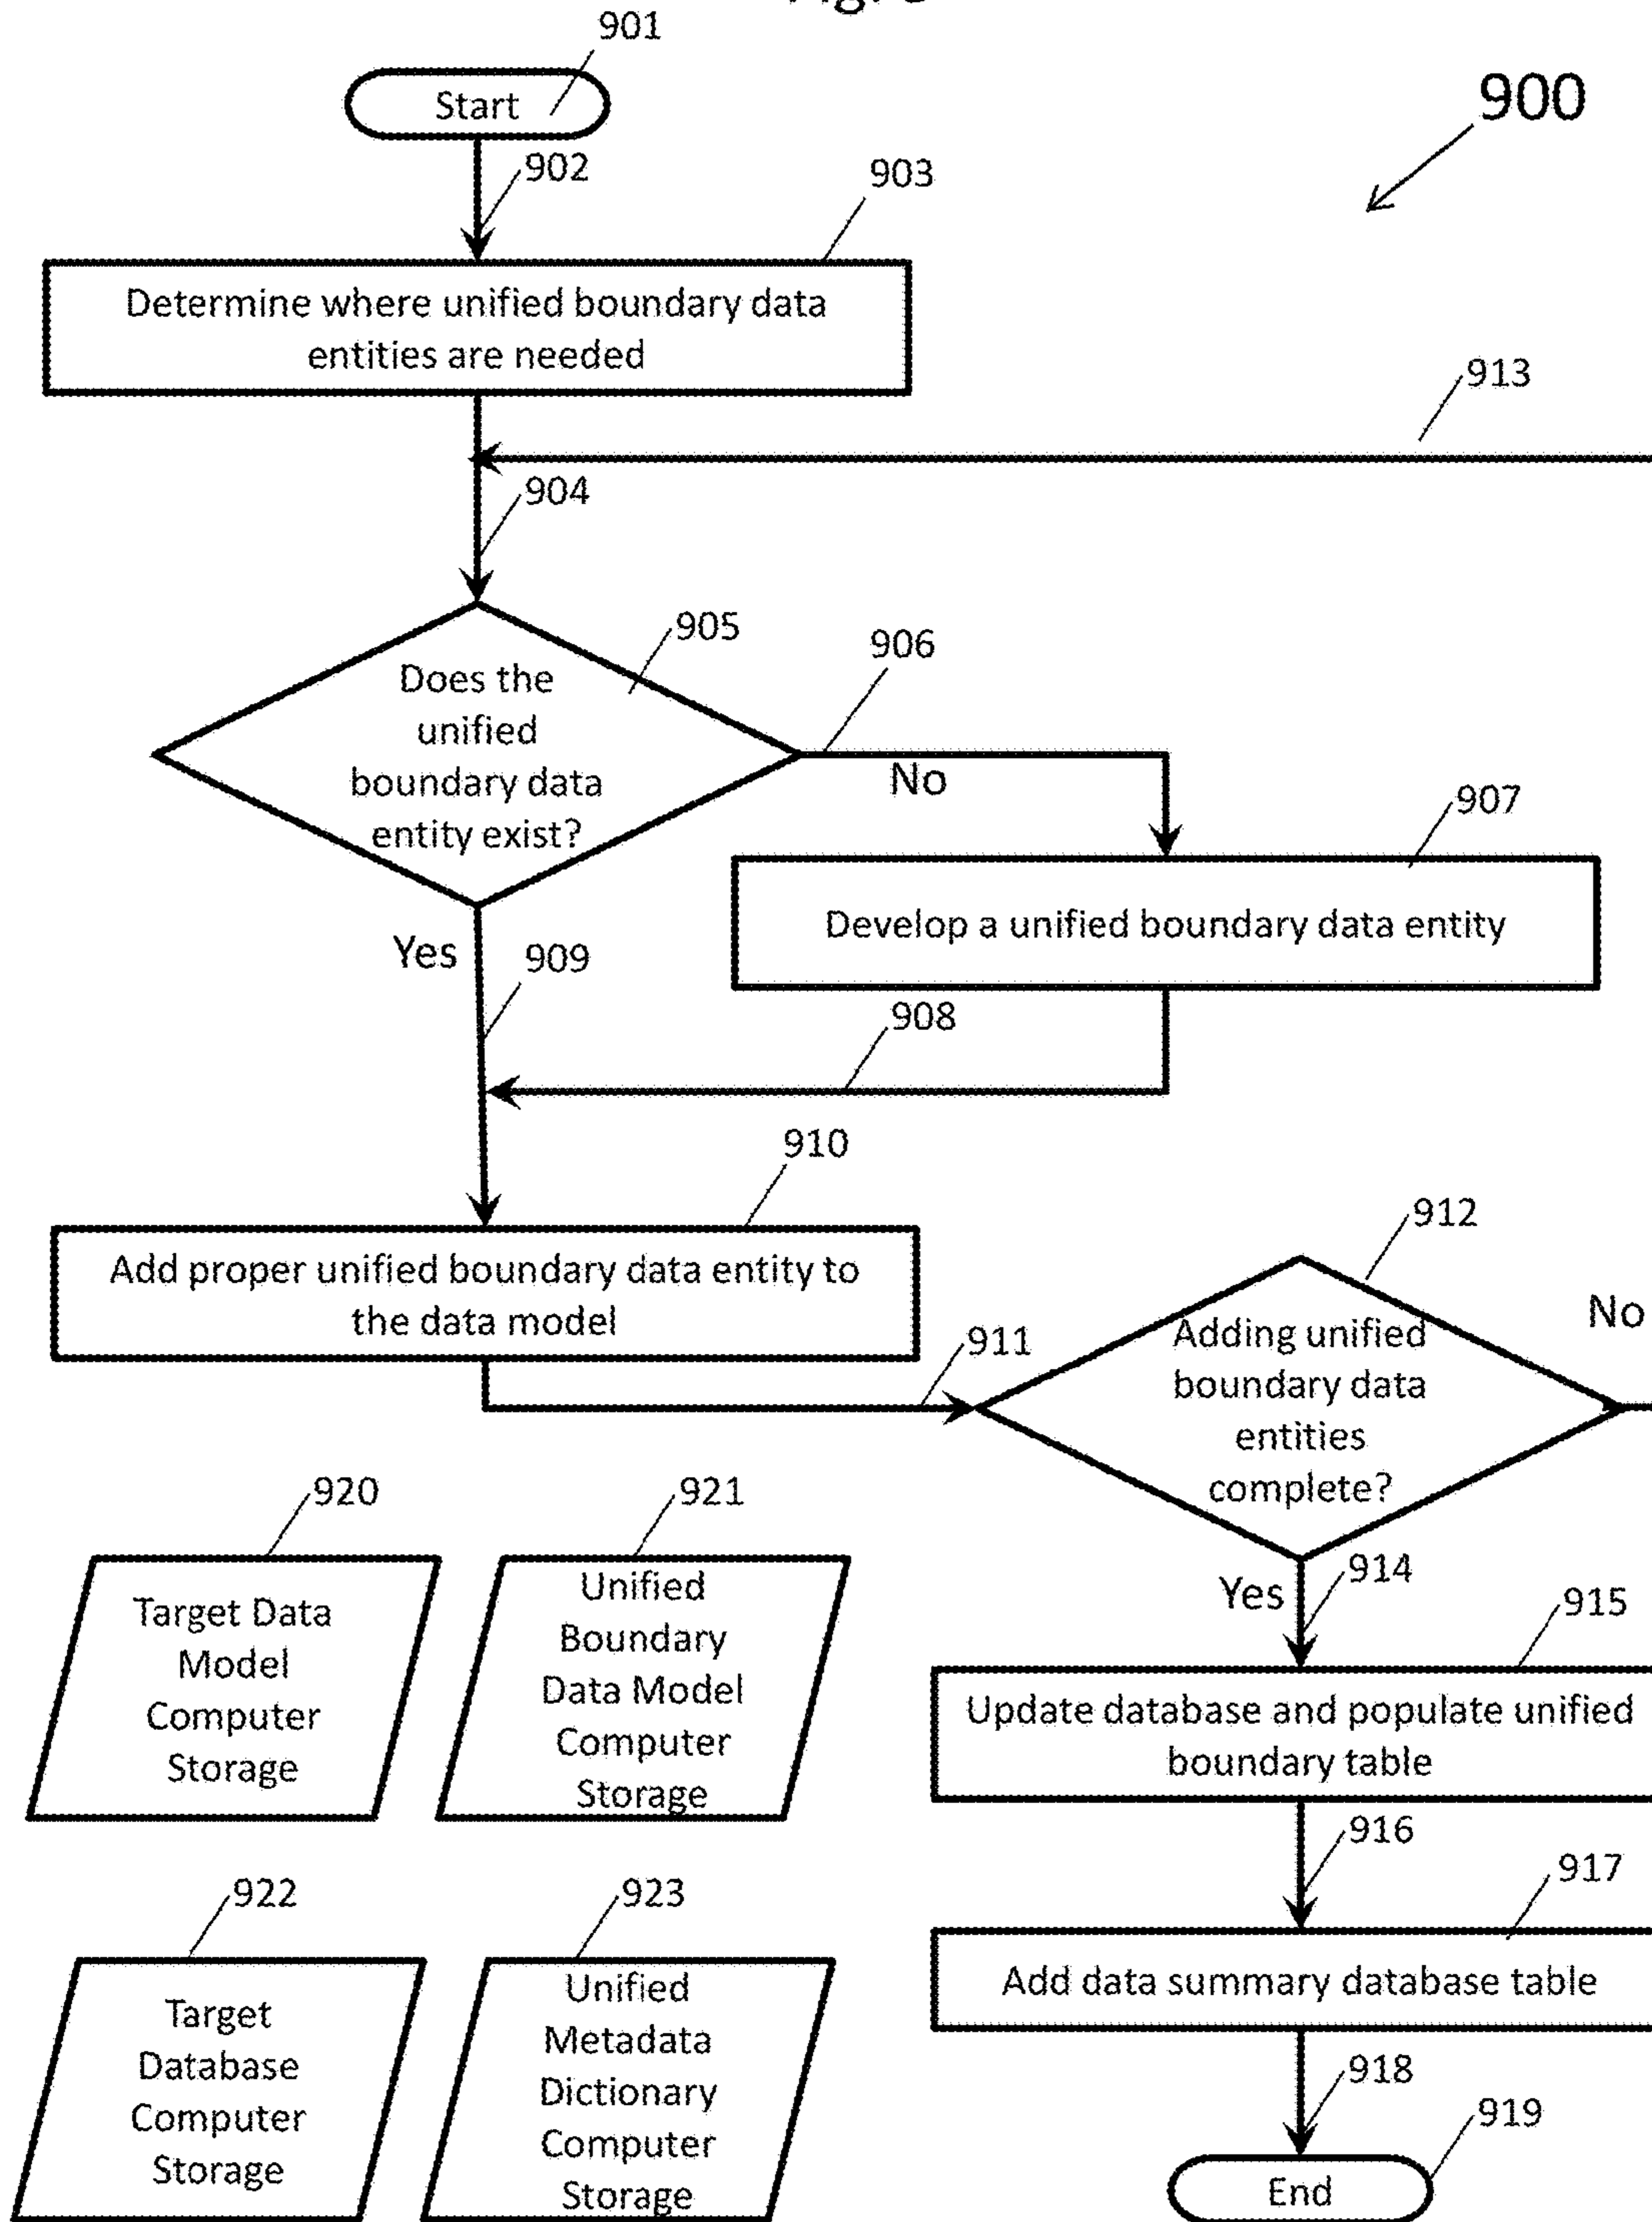 901
Start
900
902
903
Determine where unified boundary data
entities are needed
913
904
905
906
Does the
unified
boundary data
entity exist?
No
907
Develop a unified boundary data entity
Yes
909
908
910
912
Add proper unified boundary data entity to
the data model
No
911
Adding unified
boundary data
entities
complete?
920
921
914
Yes
915
Target Data
Model
Computer
Storage
Unified
Boundary
Data Model
Computer
Storage
Update database and populate unified
boundary table
916
917
922
923
Add data summary database table
Target
Database
Computer
Storage
Unified
Metadata
Dictionary
Computer
Storage
918
919
End